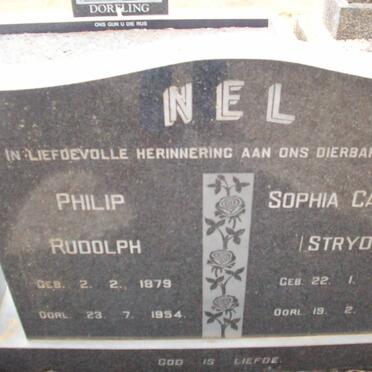 DORFLING
ONS GUN U DIE RUS
NEL
IN LIEFDEVOLLE HERINNERING AAN ONS DIERBA
PHILIP
RUDOLPH
GEB. 2. 2. 1879
OORL. 23. 7. 1954.
SOPHIA CA
(STRYD
GEB. 22. 1.
OORL. 19. 2.
GOD IS LIEFDE.